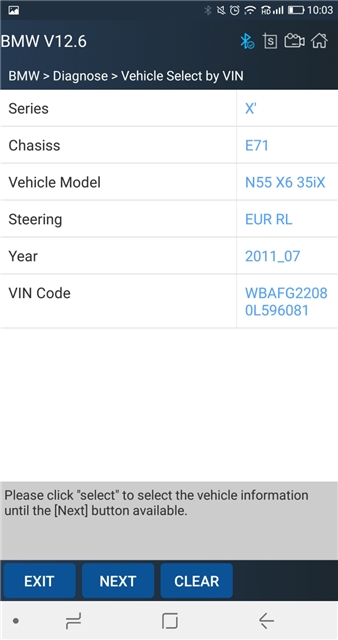 10:03
BMW V12.6
BMW > Diagnose > Vehicle Select by VIN
Series X'
Chasiss E71
Vehicle Model N55 X6 35iX
Steering EUR RL
Year 2011_07
VIN Code WBAFG2208
0L596081
Please click "select" to select the vehicle information
until the [Next] button available.
EXIT NEXT CLEAR